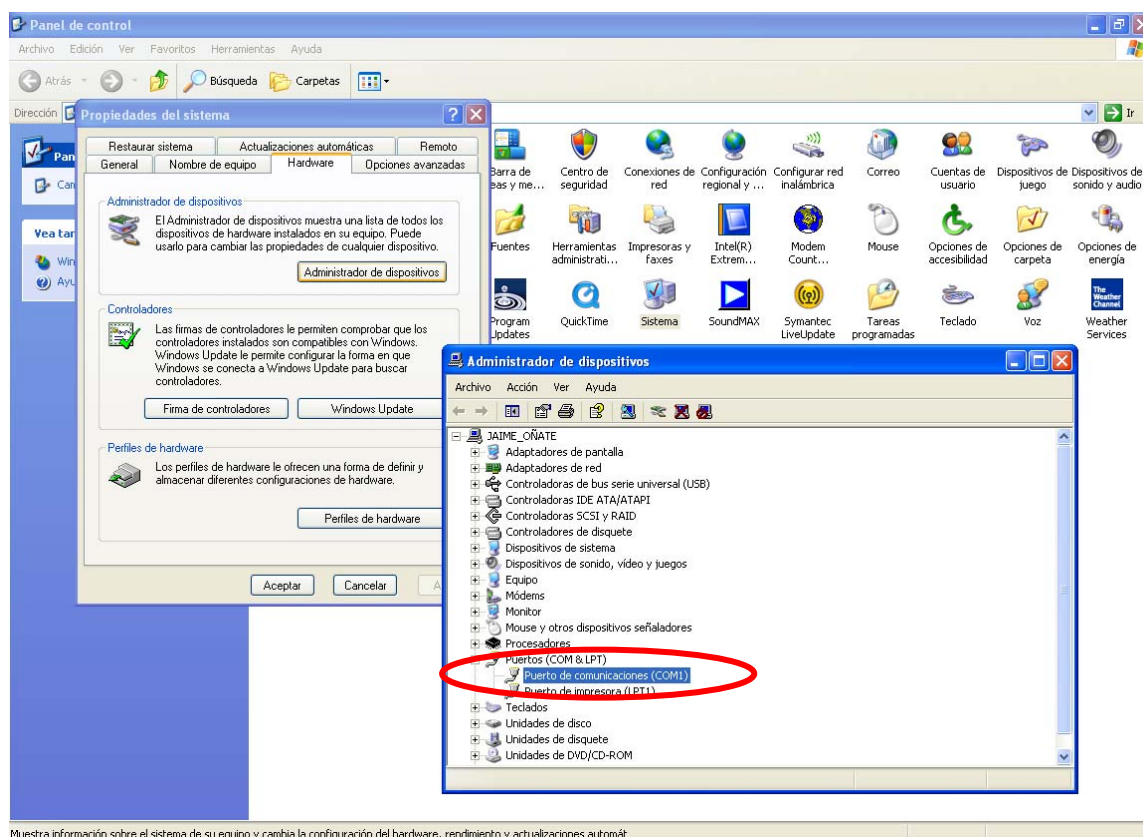 Panel de control
Archivo Edición Ver Favoritos Herramientas Ayuda
Atrás Búsqueda Carpetas
Dirección Ir
Propiedades del sistema
Restaurar sistema Actualizaciones automáticas Remoto
General Nombre de equipo Hardware Opciones avanzadas
Administrador de dispositivos
El Administrador de dispositivos muestra una lista de todos los
dispositivos de hardware instalados en su equipo. Puede
usarlo para cambiar las propiedades de cualquier dispositivo.
Administrador de dispositivos
Controladores
Las firmas de controladores le permiten comprobar que los
controladores instalados son compatibles con Windows.
Windows Update le permite configurar la forma en que
Windows se conecta a Windows Update para buscar
controladores.
Firma de controladores Windows Update
Perfiles de hardware
Los perfiles de hardware le ofrecen una forma de definir y
almacenar diferentes configuraciones de hardware.
Perfiles de hardware
Aceptar Cancelar A
Pan
Cam
Vea tam
Win
Ayu
Barra de
eas y me...
Centro de
seguridad
Conexiones de
red
Configuración
regional y ...
Configurar red
inalámbrica
Correo
Cuentas de
usuario
Dispositivos de
juego
Dispositivos de
sonido y audio
Fuentes
Herramientas
administrati...
Impresoras y
faxes
Intel(R)
Extrem...
Modem
Count...
Mouse
Opciones de
accesibilidad
Opciones de
carpeta
Opciones de
energía
Program
Updates
QuickTime
Sistema
SoundMAX
Symantec
LiveUpdate
Tareas
programadas
Teclado
Voz
The
Weather
Channel
Weather
Services
Administrador de dispositivos
Archivo Acción Ver Ayuda
JAIME_OÑATE
Adaptadores de pantalla
Adaptadores de red
Controladoras de bus serie universal (USB)
Controladoras IDE ATA/ATAPI
Controladoras SCSI y RAID
Controladores de disquete
Dispositivos de sistema
Dispositivos de sonido, vídeo y juegos
Equipo
Módems
Monitor
Mouse y otros dispositivos señaladores
Procesadores
Puertos (COM & LPT)
Puerto de comunicaciones (COM1)
Puerto de impresora (LPT1)
Teclados
Unidades de disco
Unidades de disquete
Unidades de DVD/CD-ROM
Muestra información sobre el sistema de su equipo y cambia la configuración del hardware, rendimiento y actualizaciones automát